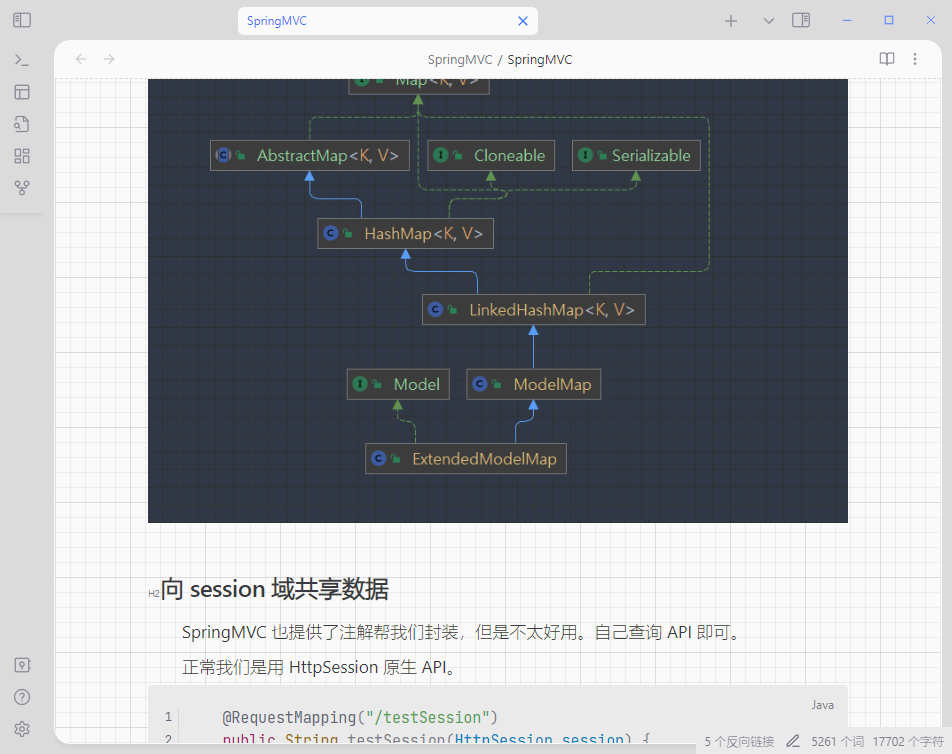 SpringMVC
SpringMVC / SpringMVC
Map<K, V>
AbstractMap<K, V>
Cloneable
Serializable
HashMap<K, V>
LinkedHashMap<K, V>
Model
ModelMap
ExtendedModelMap
H2向 session 域共享数据
SpringMVC 也提供了注解帮我们封装，但是不太好用。自己查询 API 即可。
正常我们是用 HttpSession 原生 API。
Java
1 @RequestMapping("/testSession")
2 public String testSession(HttpSession session) {
5 个反向链接 5261 个词 17702 个字符